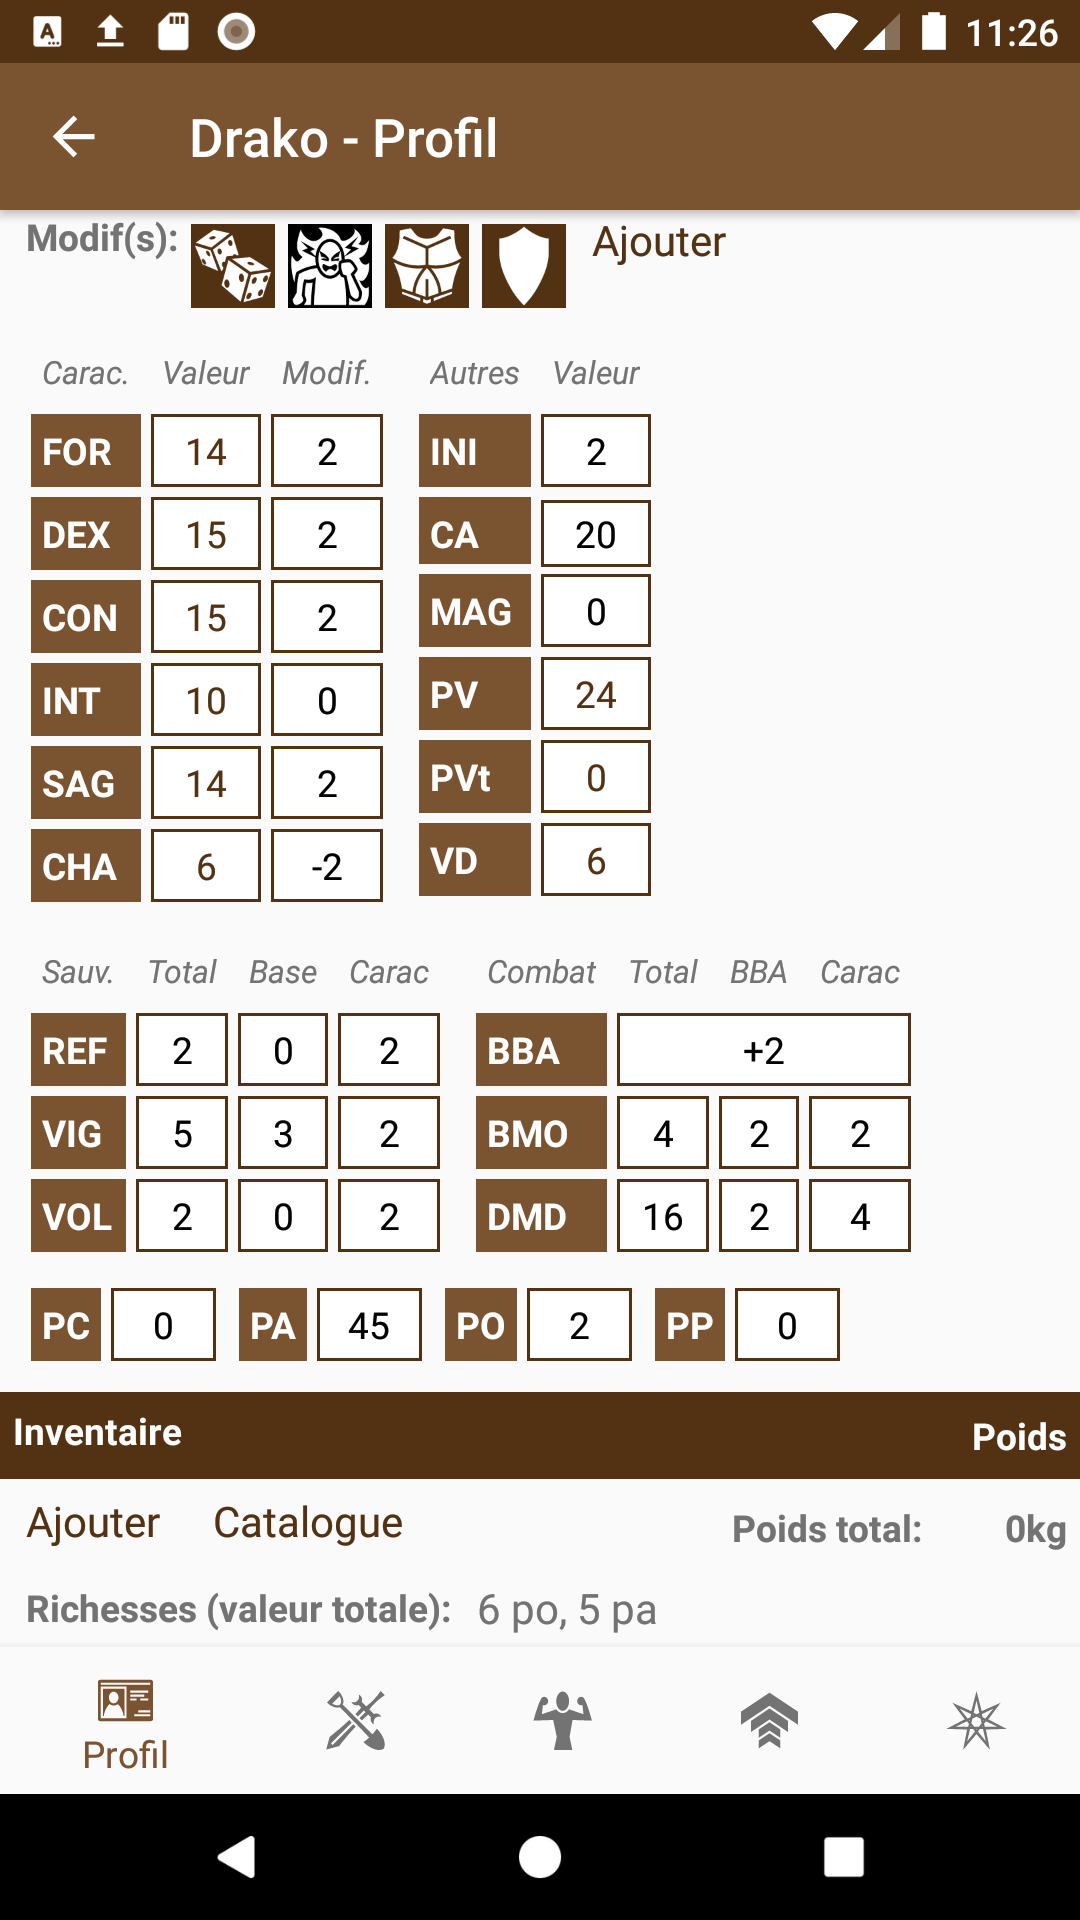 11:26
Drako - Profil
Modif(s): Ajouter
Carac. Valeur Modif. Autres Valeur
FOR 14 2 INI 2
DEX 15 2 CA 20
CON 15 2 MAG 0
INT 10 0 PV 24
SAG 14 2 PVt 0
CHA 6 -2 VD 6
Sauv. Total Base Carac Combat Total BBA Carac
REF 2 0 2 BBA +2
VIG 5 3 2 BMO 4 2 2
VOL 2 0 2 DMD 16 2 4
PC 0 PA 45 PO 2 PP 0
Inventaire Poids
Ajouter Catalogue Poids total: 0kg
Richesses (valeur totale): 6 po, 5 pa
Profil